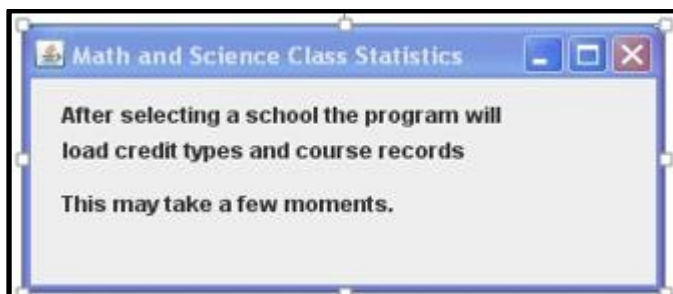 Math and Science Class Statistics
After selecting a school the program will
load credit types and course records
This may take a few moments.